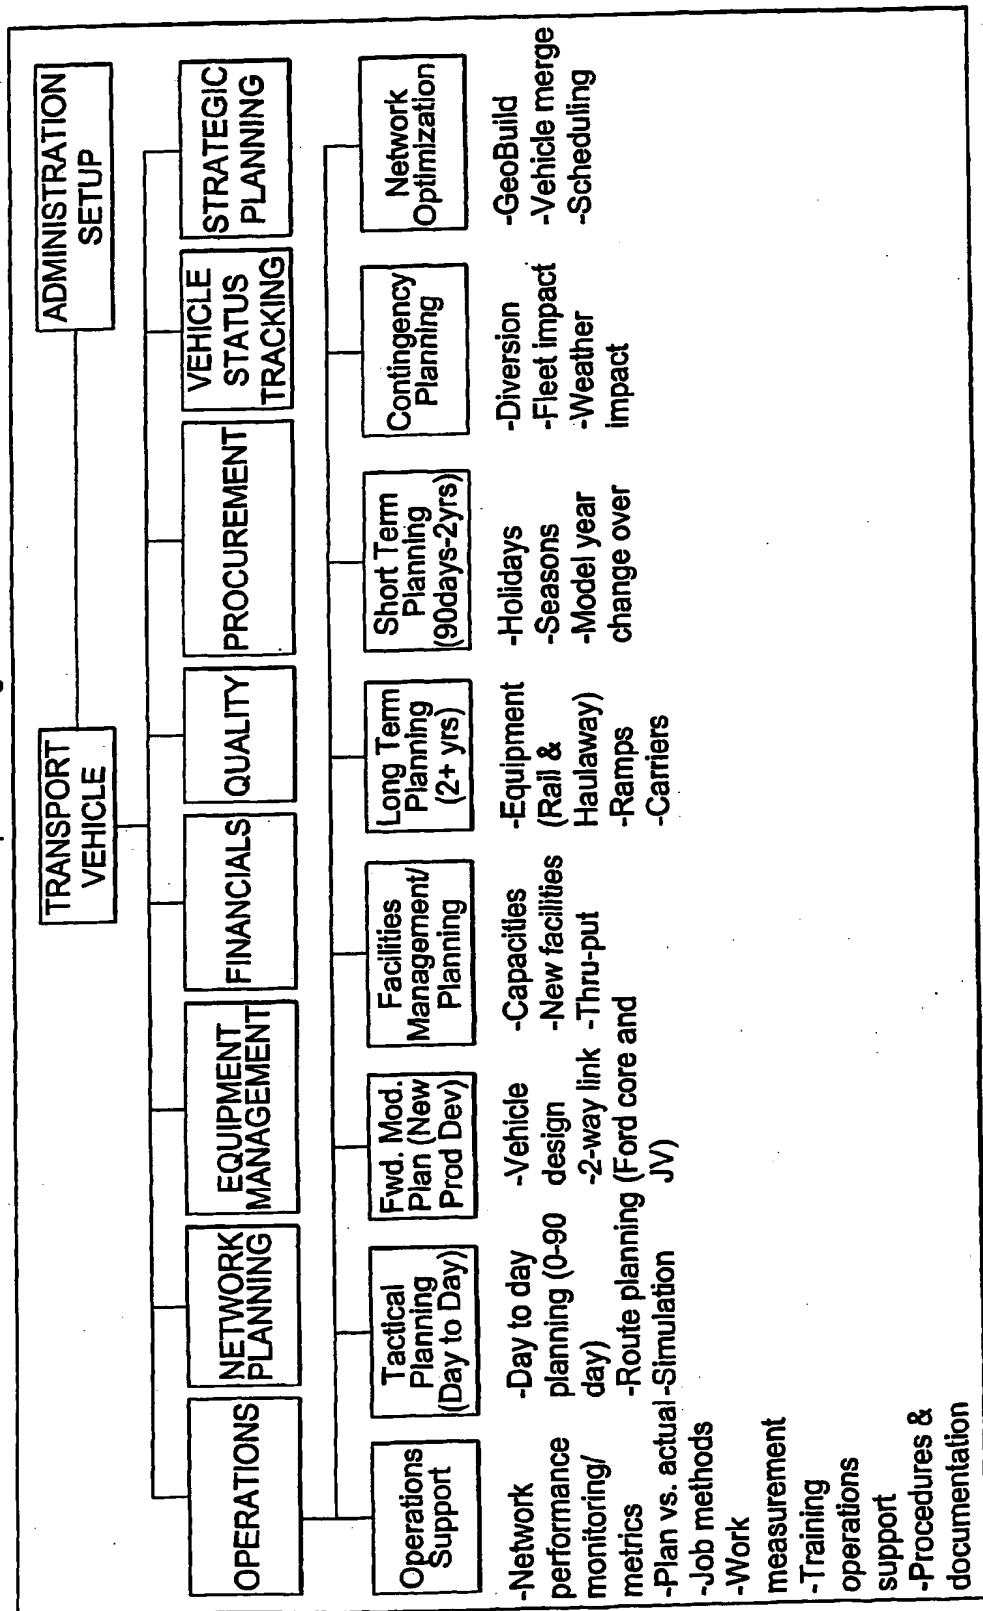 TRANSPORT
VEHICLE
ADMINISTRATION
SETUP
OPERATIONS
NETWORK
PLANNING
EQUIPMENT
MANAGEMENT
FINANCIALS
QUALITY
PROCUREMENT
VEHICLE
STATUS
TRACKING
STRATEGIC
PLANNING
Operations
Support
Tactical
Planning
(Day to Day)
Fwd. Mod.
Plan (New
Prod Dev)
Facilities
Management/
Planning
Long Term
Planning
(2+ yrs)
Short Term
Planning
(90days-2yrs)
Contingency
Planning
Network
Optimization
-Network
performance
monitoring/
metrics
-Plan vs. actual
-Job methods
-Work
measurement
-Training
operations
support
-Procedures &
documentation
-Day to day
planning (0-90
day)
-Route planning
-Simulation
-Vehicle
design
-2-way link
(Ford core and
JV)
-Capacities
-New facilities
-Thru-put
-Equipment
(Rail &
Haulaway)
-Ramps
-Carriers
-Holidays
-Seasons
-Model year
change over
-Diversion
-Fleet impact
-Weather
impact
-GeoBuild
-Vehicle merge
-Scheduling